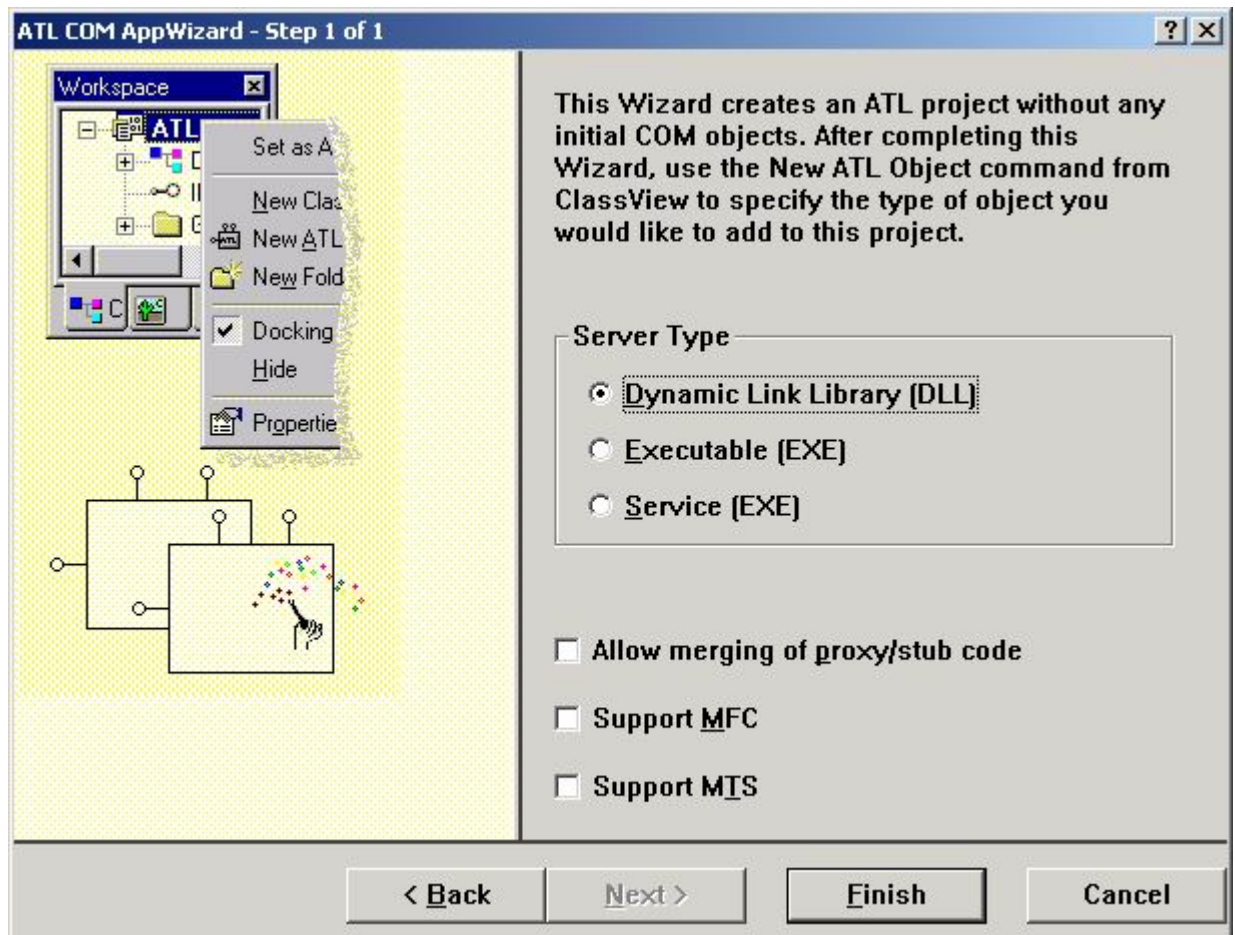 ATL COM AppWizard - Step 1 of 1
Workspace
ATL
Set as A
New Clas
New ATL
New Fold
Docking
Hide
Propertie
C
This Wizard creates an ATL project without any
initial COM objects. After completing this
Wizard, use the New ATL Object command from
ClassView to specify the type of object you
would like to add to this project.
Server Type
Dynamic Link Library (DLL)
Executable (EXE)
Service (EXE)
Allow merging of proxy/stub code
Support MFC
Support MTS
< Back
Next >
Finish
Cancel